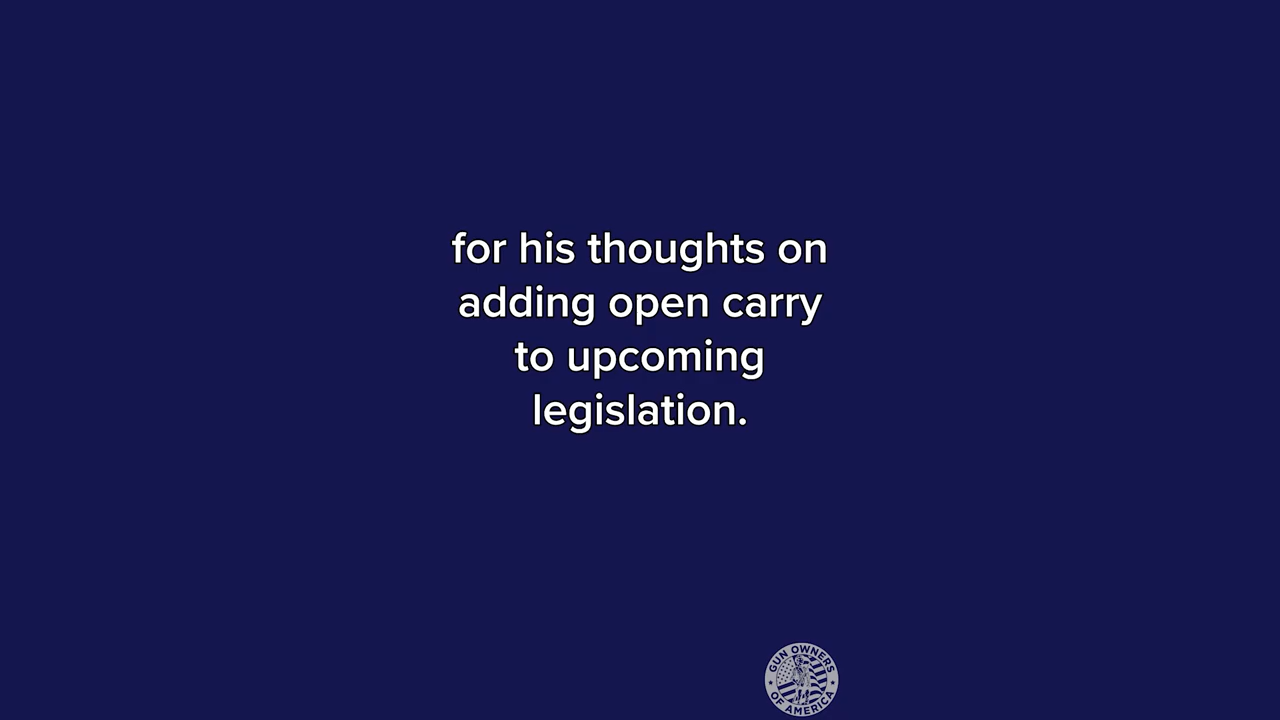 for his thoughts on
adding open carry
to upcoming
legislation.
GUN OWNERS
OF AMERICA